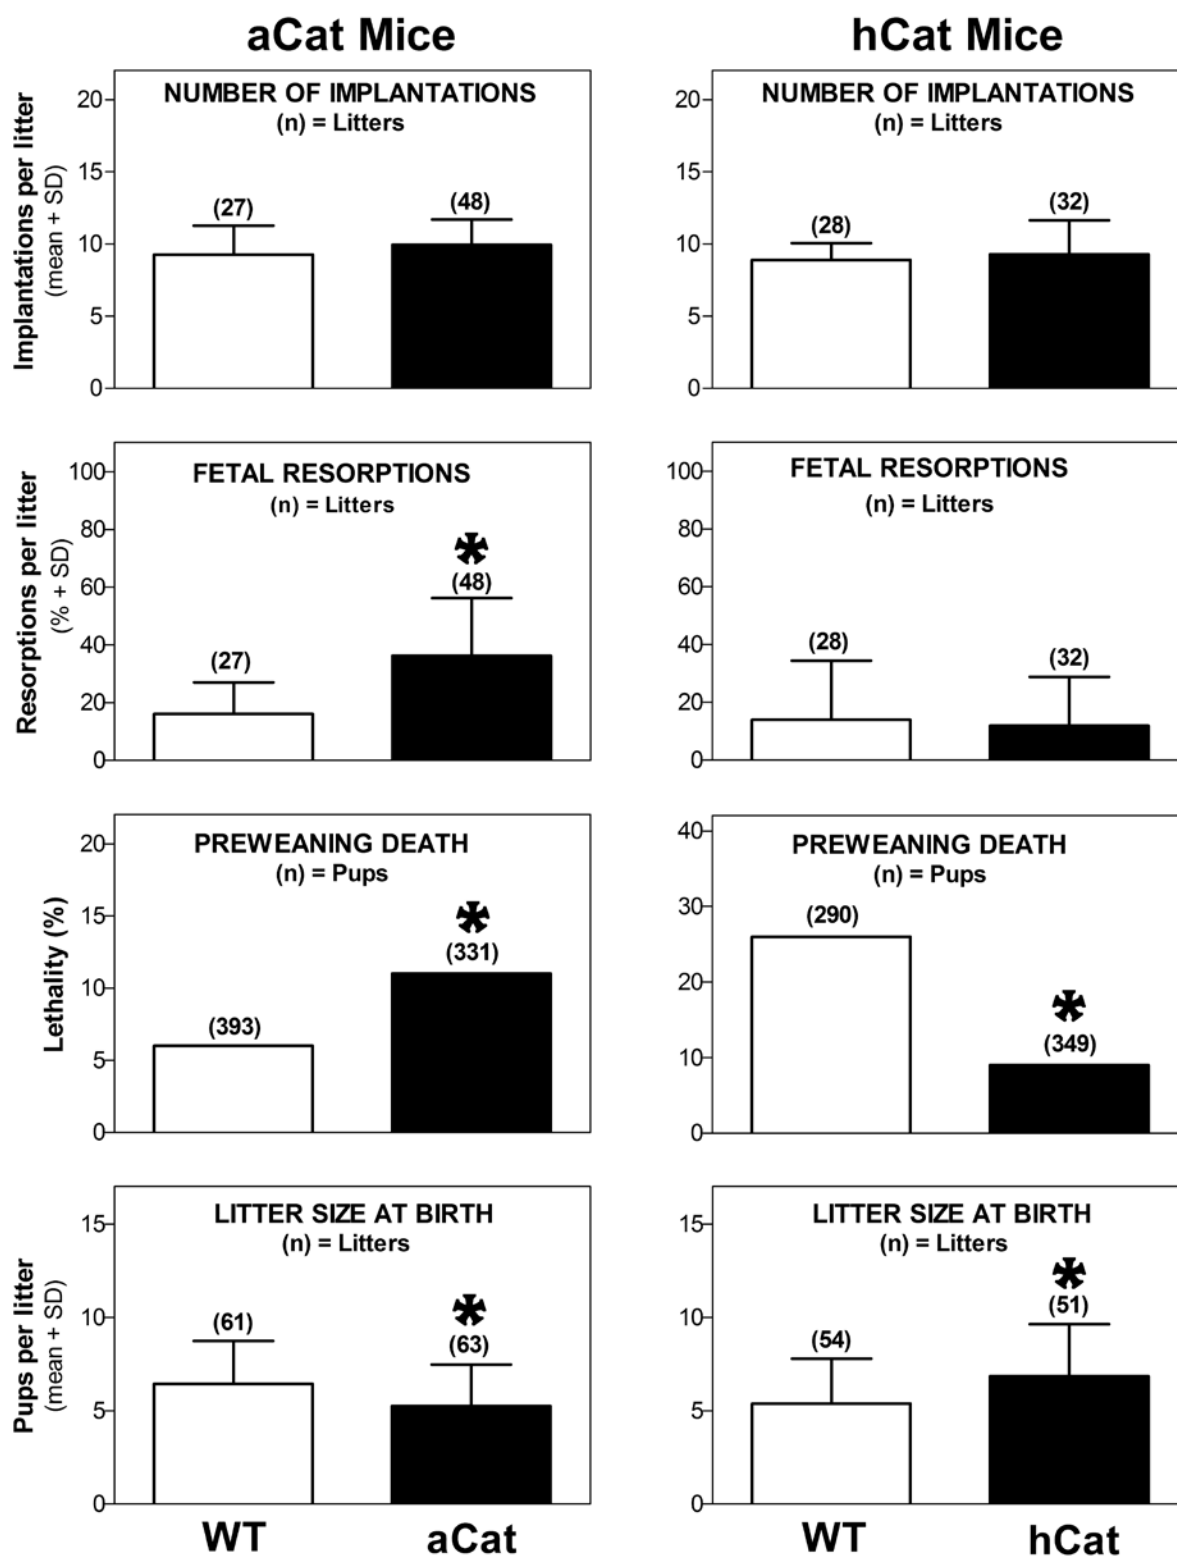 aCat Mice
hCat Mice
Implantations per litter
(mean + SD)
NUMBER OF IMPLANTATIONS
(n) = Litters
20
15
10
5
0
(27)
(48)
NUMBER OF IMPLANTATIONS
(n) = Litters
20
15
10
5
0
(28)
(32)
Resorptions per litter
(% + SD)
FETAL RESORPTIONS
(n) = Litters
100
80
60
40
20
0
(27)
(48)
FETAL RESORPTIONS
(n) = Litters
100
80
60
40
20
0
(28)
(32)
Lethality (%)
PREWEANING DEATH
(n) = Pups
20
15
10
5
0
(393)
(331)
PREWEANING DEATH
(n) = Pups
40
30
20
10
0
(290)
(349)
Pups per litter
(mean + SD)
LITTER SIZE AT BIRTH
(n) = Litters
15
10
5
0
(61)
(63)
LITTER SIZE AT BIRTH
(n) = Litters
15
10
5
0
(54)
(51)
WT
aCat
WT
hCat